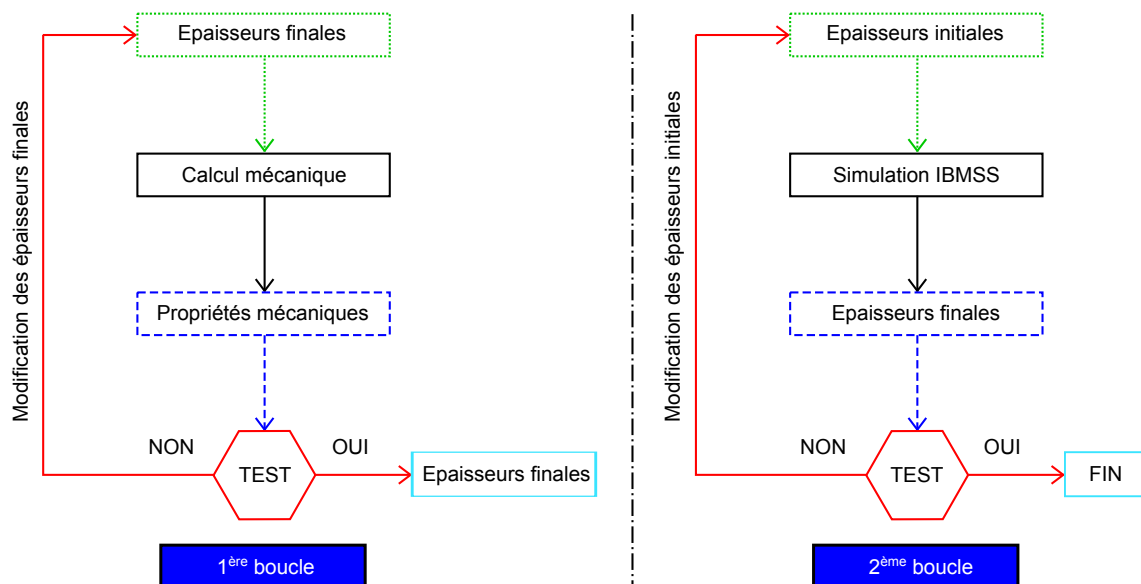 Epaisseurs finales
Modification des épaisseurs finales
Calcul mécanique
Propriétés mécaniques
NON
TEST
OUI
Epaisseurs finales
1ère boucle
Epaisseurs initiales
Modification des épaisseurs initiales
Simulation IBMSS
Epaisseurs finales
NON
TEST
OUI
FIN
2ème boucle